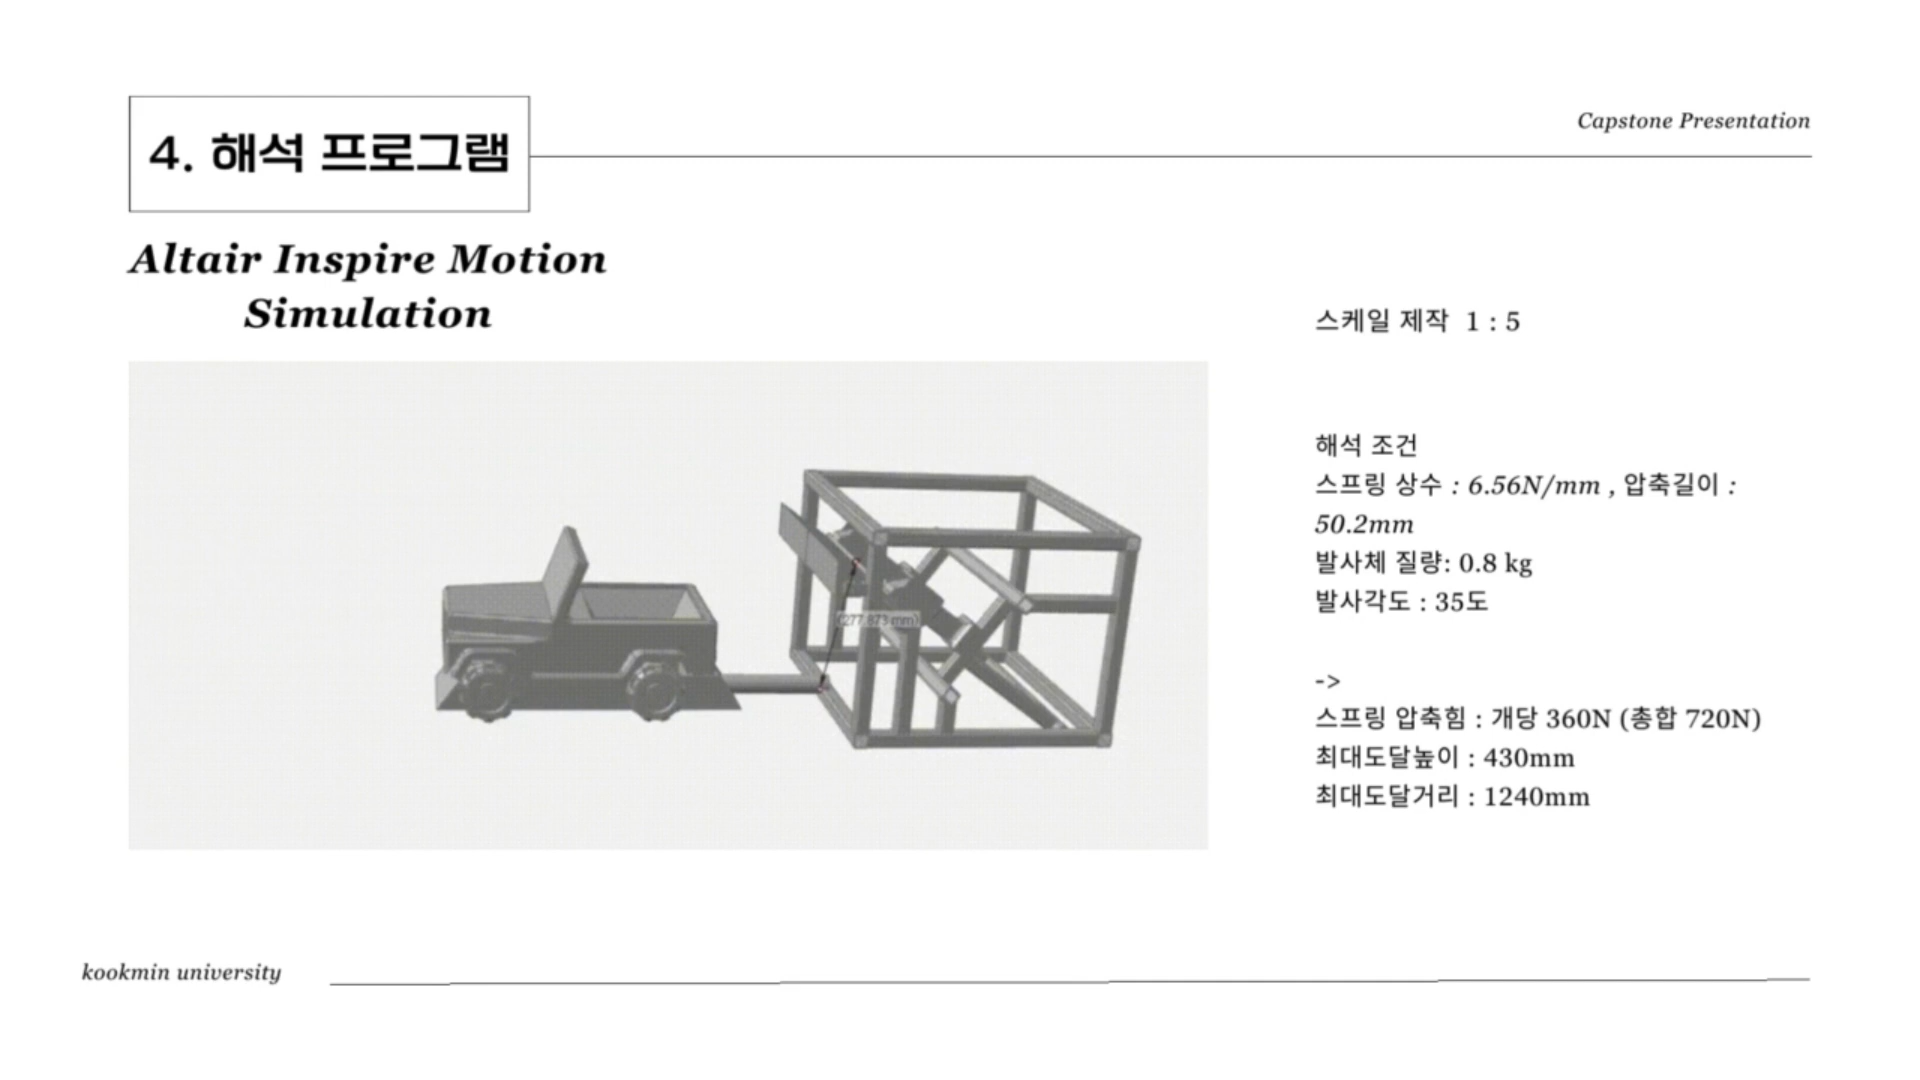 4. 해석 프로그램
Capstone Presentation
Altair Inspire Motion
Simulation
스케일 제작 1 : 5
해석 조건
스프링 상수 : 6.56N/mm , 압축길이 :
50.2mm
발사체 질량: 0.8 kg
발사각도 : 35도
->
스프링 압축힘 : 개당 360N (총합 720N)
최대도달높이 : 430mm
최대도달거리 : 1240mm
kookmin university